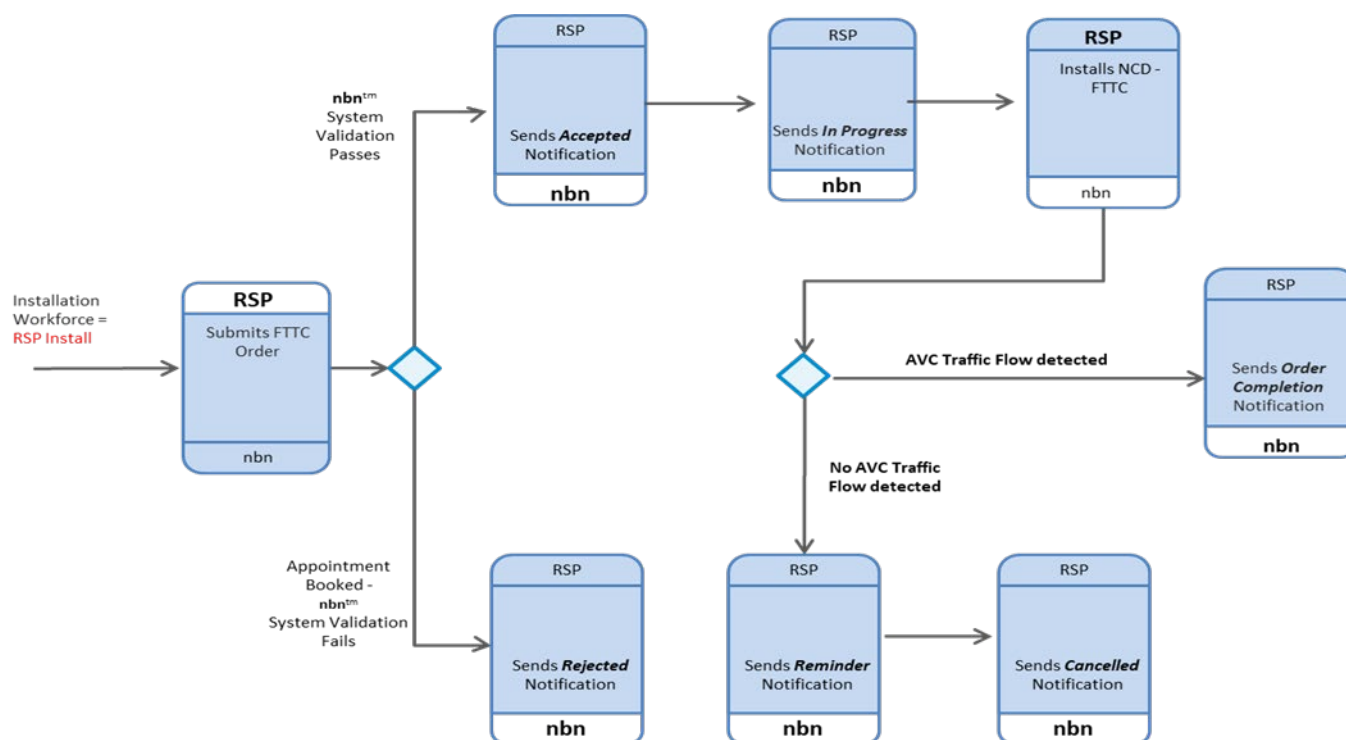 RSP
Sends Accepted
Notification
nbn
RSP
Sends In Progress
Notification
nbn
RSP
Installs NCD -
FTTC
nbn
nbn™
System
Validation
Passes
Installation
Workforce =
RSP Install
RSP
Submits FTTC
Order
nbn
AVC Traffic Flow detected
RSP
Sends Order
Completion
Notification
nbn
No AVC Traffic
Flow detected
Appointment
Booked -
nbn™
System Validation
Fails
RSP
Sends Rejected
Notification
nbn
RSP
Sends Reminder
Notification
nbn
RSP
Sends Cancelled
Notification
nbn